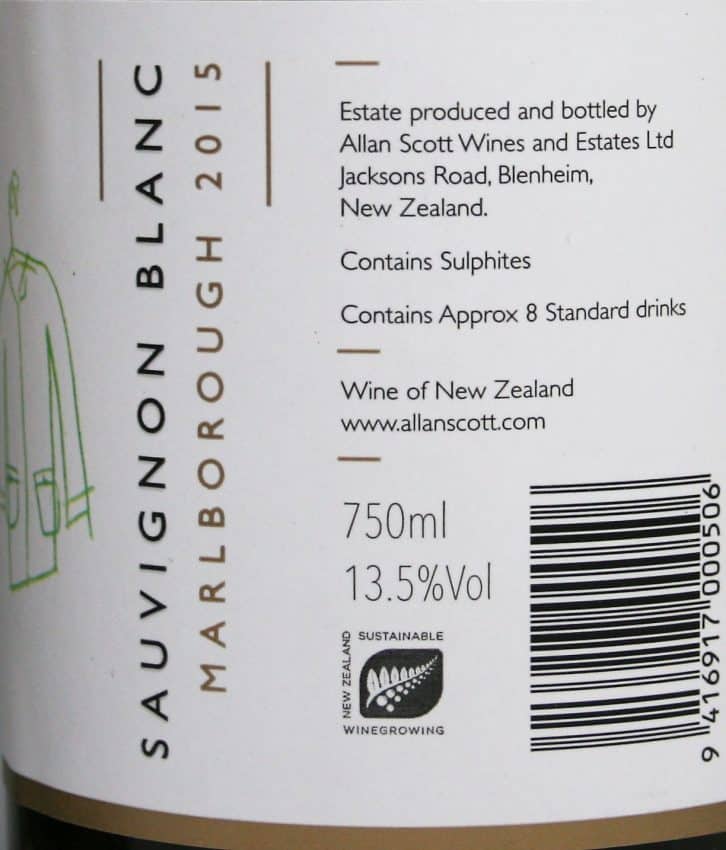 SAUVIGNON BLANC
MARLBOROUGH 2015
Estate produced and bottled by
Allan Scott Wines and Estates Ltd
Jacksons Road, Blenheim,
New Zealand.
Contains Sulphites
Contains Approx 8 Standard drinks
Wine of New Zealand
www.allanscott.com
750ml
13.5%Vol
SUSTAINABLE
NEW ZEALAND
WINEGROWING
9 416917 000506